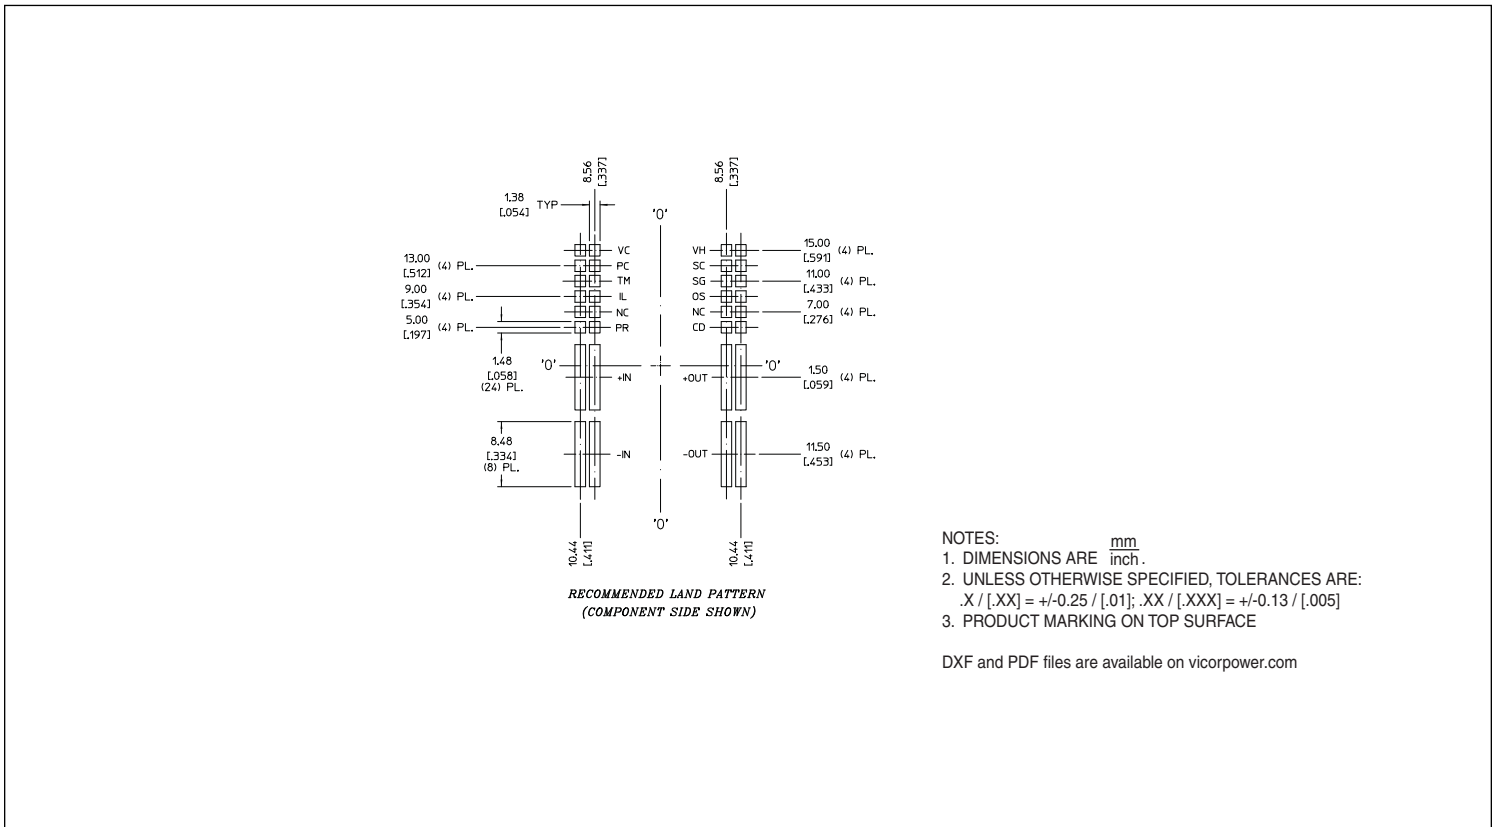 8.56
[.337]
8.56
[.337]
1.38
[.054]
TYP
'0'
VC
VH
15.00
[.591]
(4) PL.
13.00
[.512]
(4) PL.
PC
SC
TM
SG
11.00
[.433]
(4) PL.
9.00
[.354]
(4) PL.
IL
OS
NC
NC
7.00
[.276]
(4) PL.
5.00
[.197]
(4) PL.
PR
CD
1.48
[.058]
(24) PL.
'0'
'0'
+IN
+OUT
1.50
[.059]
(4) PL.
8.48
[.334]
(8) PL.
-IN
-OUT
11.50
[.453]
(4) PL.
'0'
10.44
[.411]
10.44
[.411]
RECOMMENDED LAND PATTERN
(COMPONENT SIDE SHOWN)
NOTES:
1. DIMENSIONS ARE mm
inch.
2. UNLESS OTHERWISE SPECIFIED, TOLERANCES ARE:
.X / [.XX] = +/-0.25 / [.01]; .XX / [.XXX] = +/-0.13 / [.005]
3. PRODUCT MARKING ON TOP SURFACE
DXF and PDF files are available on vicorpower.com